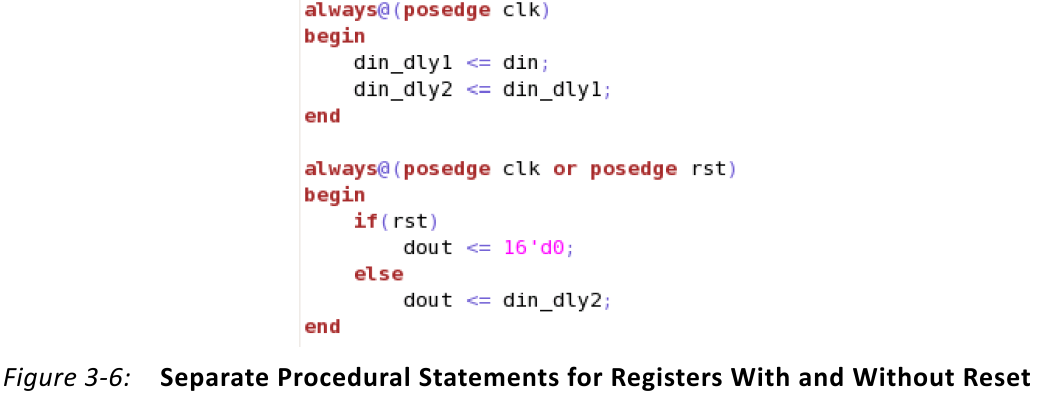 always@(posedge clk)
begin
    din_dly1 <= din;
    din_dly2 <= din_dly1;
end

always@(posedge clk or posedge rst)
begin
    if(rst)
        dout <= 16'd0;
    else
        dout <= din_dly2;
end
Figure 3-6: Separate Procedural Statements for Registers With and Without Reset